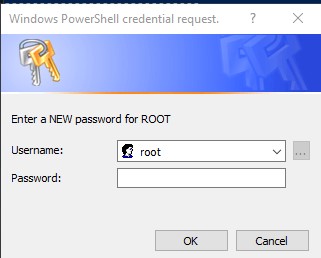 Windows PowerShell credential request.
Enter a NEW password for ROOT
Username:
root
...
Password:
OK
Cancel